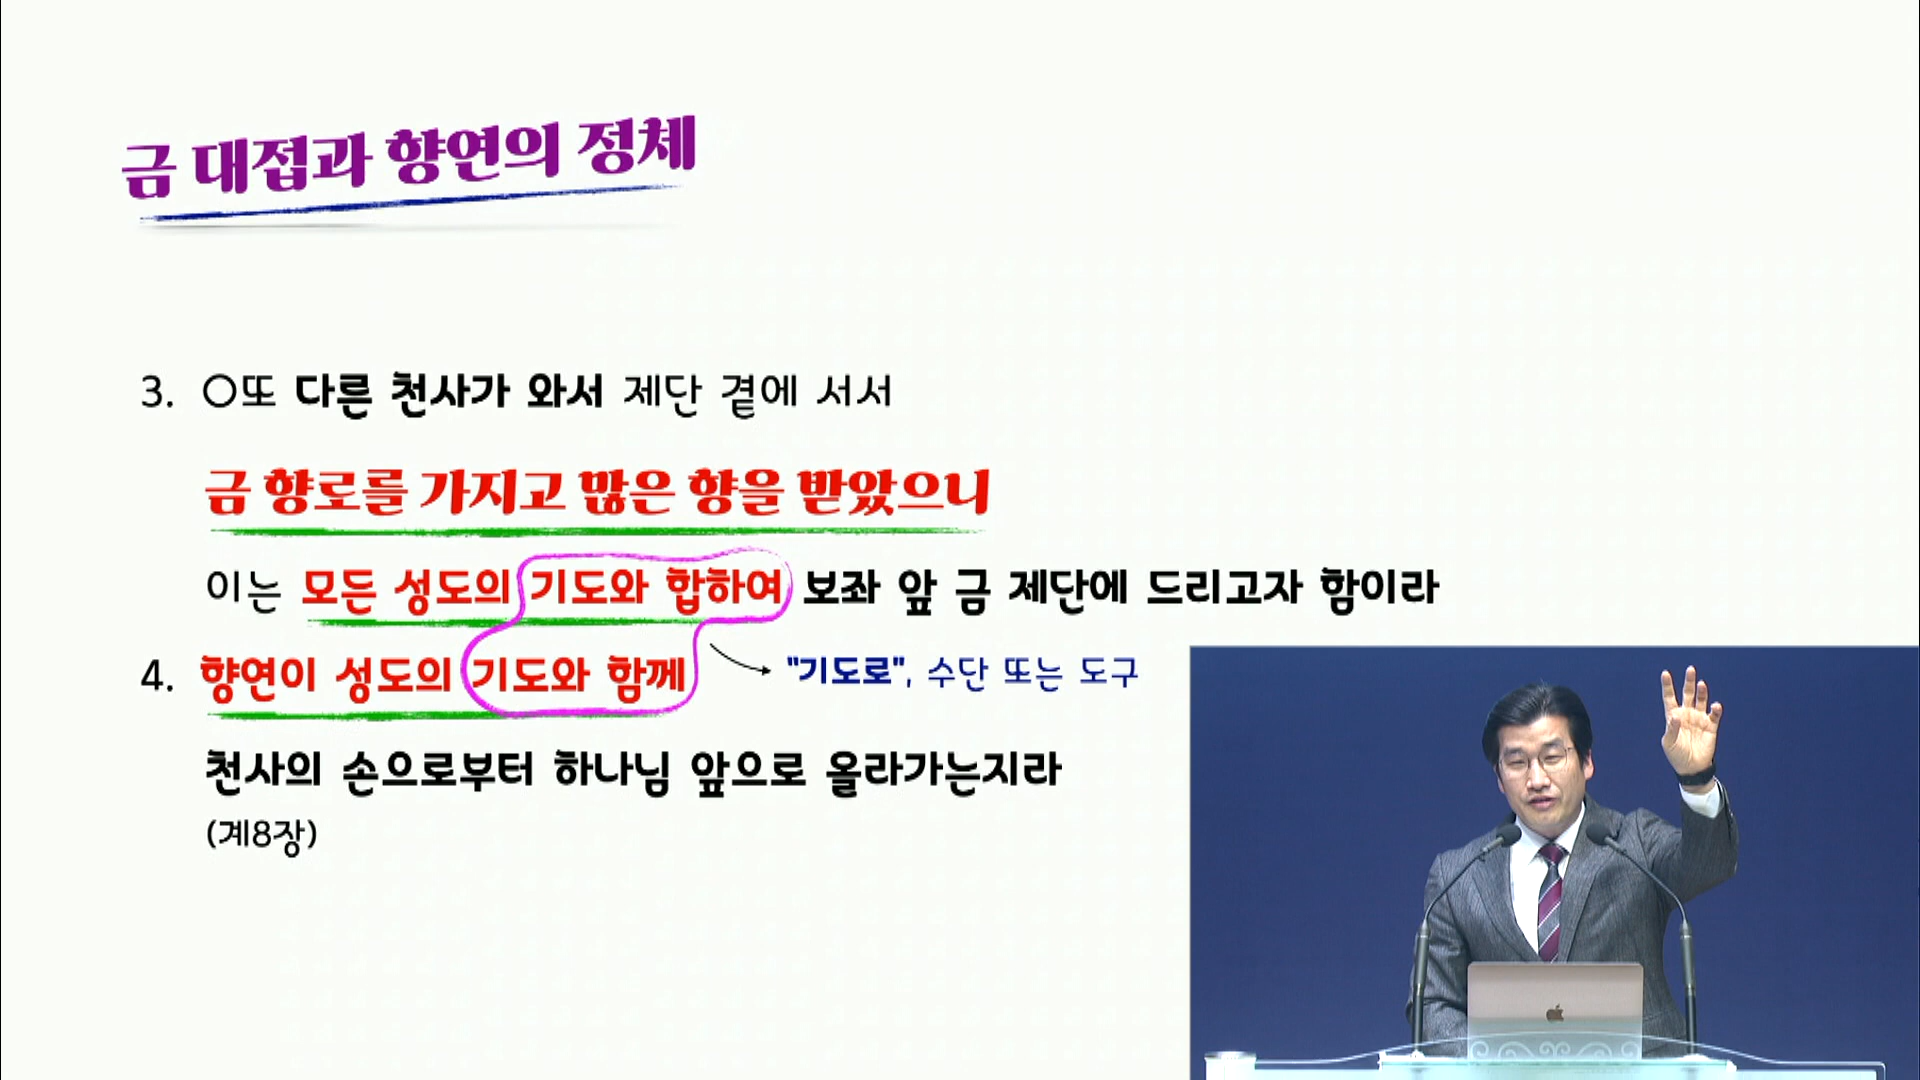 금 대접과 향연의 정체
3. ○또 다른 천사가 와서 제단 곁에 서서
금 향로를 가지고 많은 향을 받았으니
이는 모든 성도의 기도와 합하여 보좌 앞 금 제단에 드리고자 함이라
4. 향연이 성도의 기도와 함께
"기도로", 수단 또는 도구
천사의 손으로부터 하나님 앞으로 올라가는지라
(계8장)